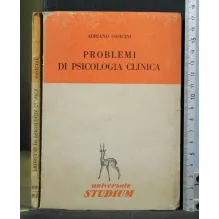 ADRIANO OSSICINI
PROBLEMI
DI PSICOLOGIA CLINICA
universale
STUDIUM